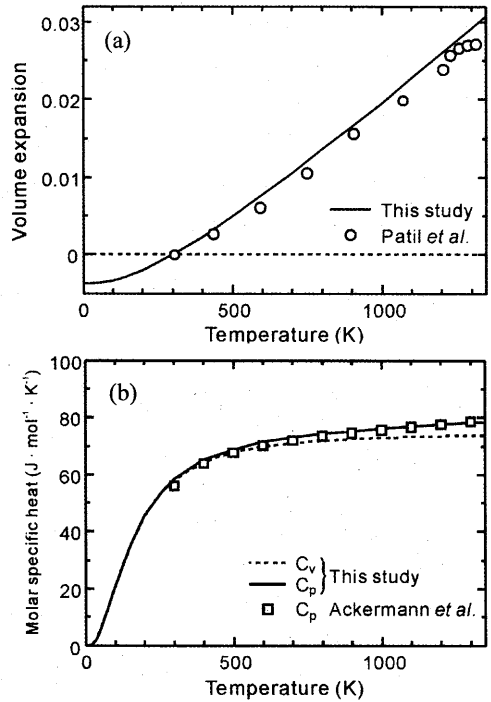 (a)
Volume expansion
0.03
0.02
0.01
0
This study
Patil et al.
0
500
1000
Temperature (K)
(b)
Molar specific heat (J · mol⁻¹ · K⁻¹)
100
80
60
40
20
0
Cᵥ
Cₚ
} This study
Cₚ Ackermann et al.
0
500
1000
Temperature (K)